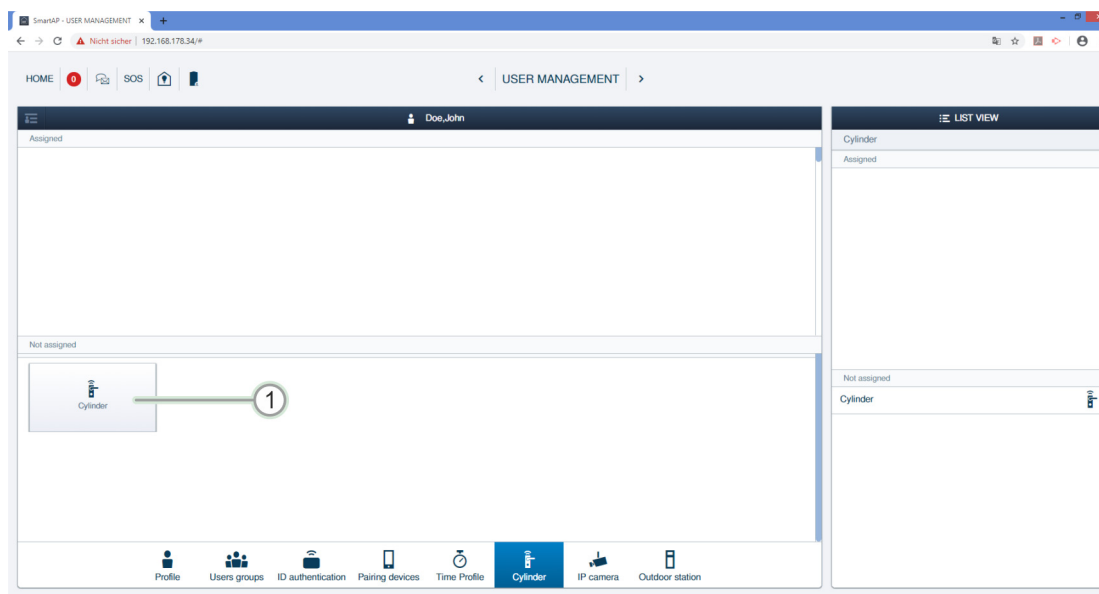 SmartAP - USER MANAGEMENT
Nicht sicher | 192.168.178.34/#
HOME 0 SOS < USER MANAGEMENT >
Doe,John
LIST VIEW
Assigned
Cylinder
Assigned
Not assigned
Not assigned
Cylinder
1
Cylinder
Profile Users groups ID authentication Pairing devices Time Profile Cylinder IP camera Outdoor station